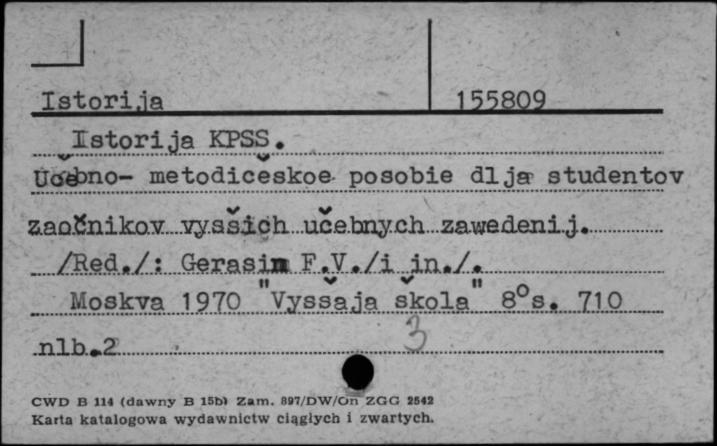 Istorija 155809
Istorija KPSS.
Učebno- metodičeskoe posobie dlja studentov
zaočnikov vysšich učebnych zawedenij.
/Red./: Gerasim F.V./i in./.
Moskva 1970 "Vysšaja škola" 8°s. 710
nlb.2 3
CWD B 114 (dawny B 15b) Zam. 897/DW/On ZGG 2542
Karta katalogowa wydawnictw ciągłych i zwartych.